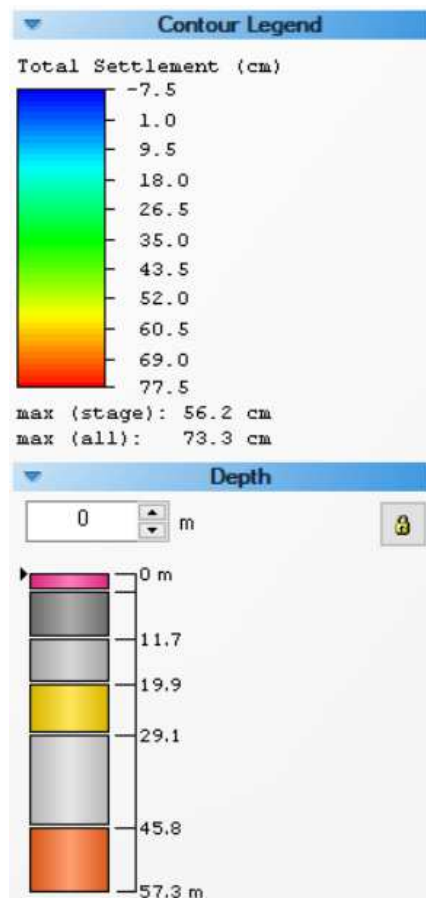 Contour Legend
Total Settlement (cm)
-7.5
1.0
9.5
18.0
26.5
35.0
43.5
52.0
60.5
69.0
77.5
max (stage): 56.2 cm
max (all): 73.3 cm
Depth
0 m
0 m
11.7
19.9
29.1
45.8
57.3 m